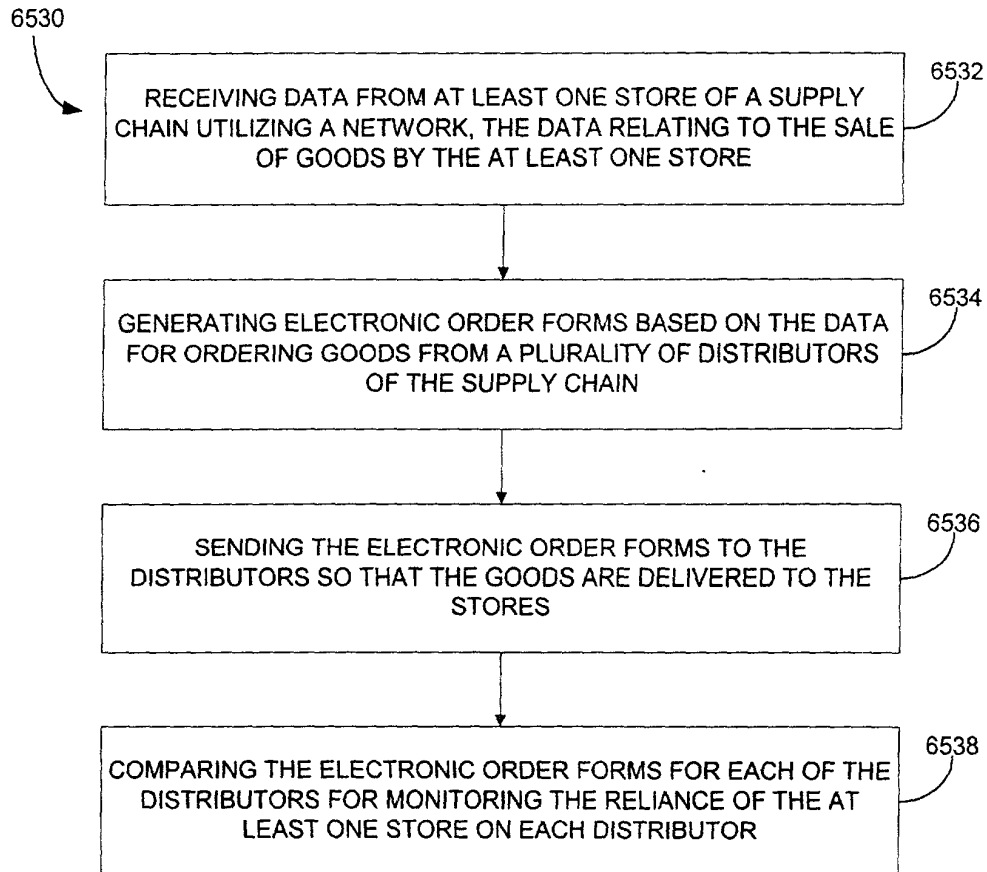 6530
6532
RECEIVING DATA FROM AT LEAST ONE STORE OF A SUPPLY
CHAIN UTILIZING A NETWORK, THE DATA RELATING TO THE SALE
OF GOODS BY THE AT LEAST ONE STORE
6534
GENERATING ELECTRONIC ORDER FORMS BASED ON THE DATA
FOR ORDERING GOODS FROM A PLURALITY OF DISTRIBUTORS
OF THE SUPPLY CHAIN
6536
SENDING THE ELECTRONIC ORDER FORMS TO THE
DISTRIBUTORS SO THAT THE GOODS ARE DELIVERED TO THE
STORES
6538
COMPARING THE ELECTRONIC ORDER FORMS FOR EACH OF THE
DISTRIBUTORS FOR MONITORING THE RELIANCE OF THE AT
LEAST ONE STORE ON EACH DISTRIBUTOR